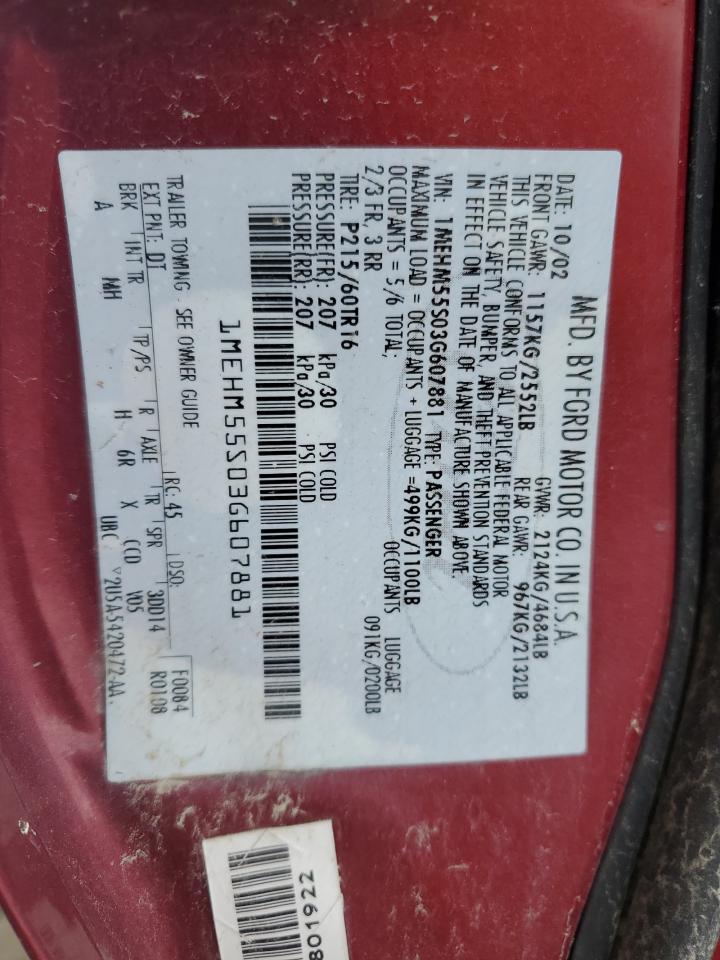 MFD. BY FORD MOTOR CO. IN U.S.A.
DATE: 10/02 GVWR: 2124KG/4684LB
FRONT GAWR: 1157KG/2552LB REAR GAWR: 967KG/2132LB
THIS VEHICLE CONFORMS TO ALL APPLICABLE FEDERAL MOTOR
VEHICLE SAFETY, BUMPER, AND THEFT PREVENTION STANDARDS
IN EFFECT ON THE DATE OF MANUFACTURE SHOWN ABOVE.
VIN: 1MEHM55S03G607881 TYPE: PASSENGER
MAXIMUM LOAD = OCCUPANTS + LUGGAGE =499KG/1100LB
OCCUPANTS = 5/6 TOTAL; OCCUPANTS LUGGAGE
2/3 FR, 3 RR 091KG/0200LB
TIRE: P215/60TR16
PRESSURE(FR): 207 kPa/30 PSI COLD
PRESSURE(RR): 207 kPa/30 PSI COLD
1MEHM55S03G607881
TRAILER TOWING - SEE OWNER GUIDE
EXT PNT: DT RC: 45 DSO: F0084
BRK INT TR TP/PS R AXLE TR SPR 3D014 R0108
A MH H 6R X CCD VD5
UBC 2U5A-5420472-AA
801922